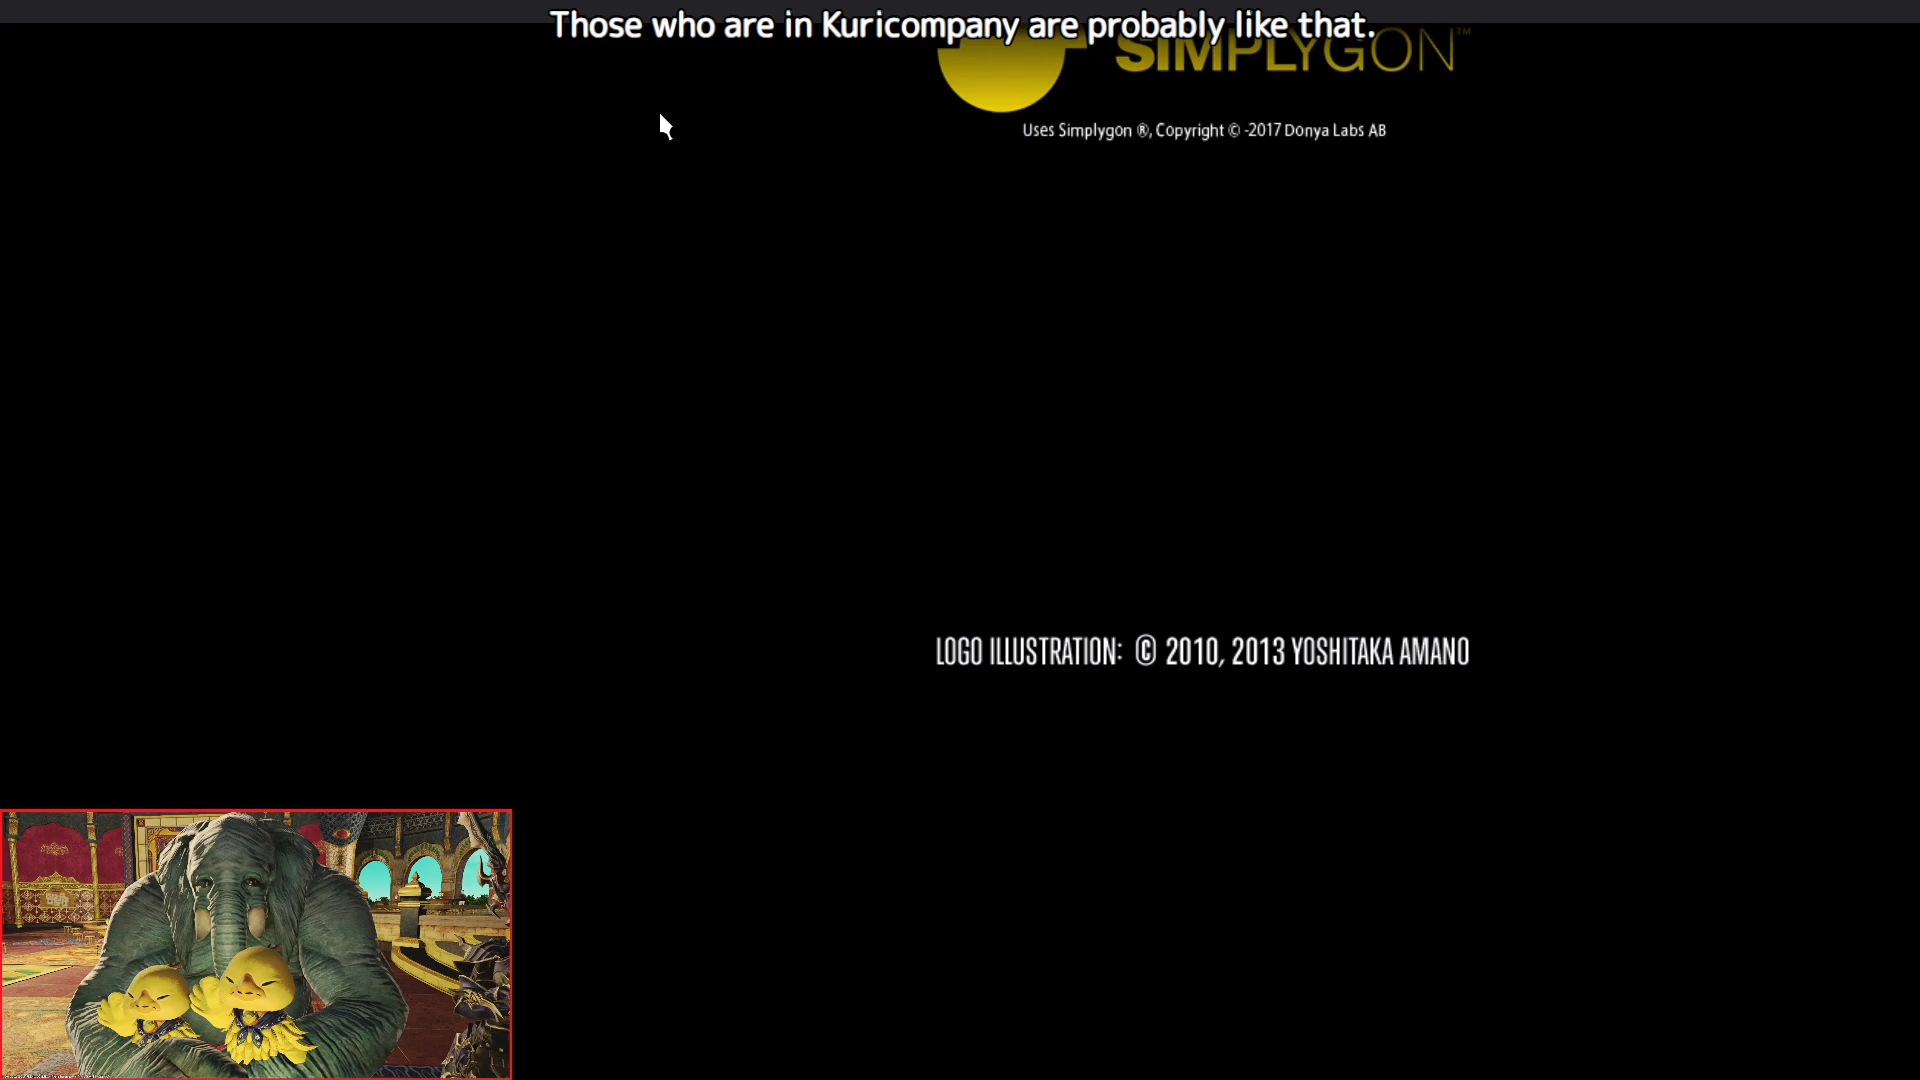 Those who are in Kuricompany are probably like that.
SIMPLYGON™
Uses Simplygon ®, Copyright © -2017 Donya Labs AB
LOGO ILLUSTRATION: © 2010, 2013 YOSHITAKA AMANO